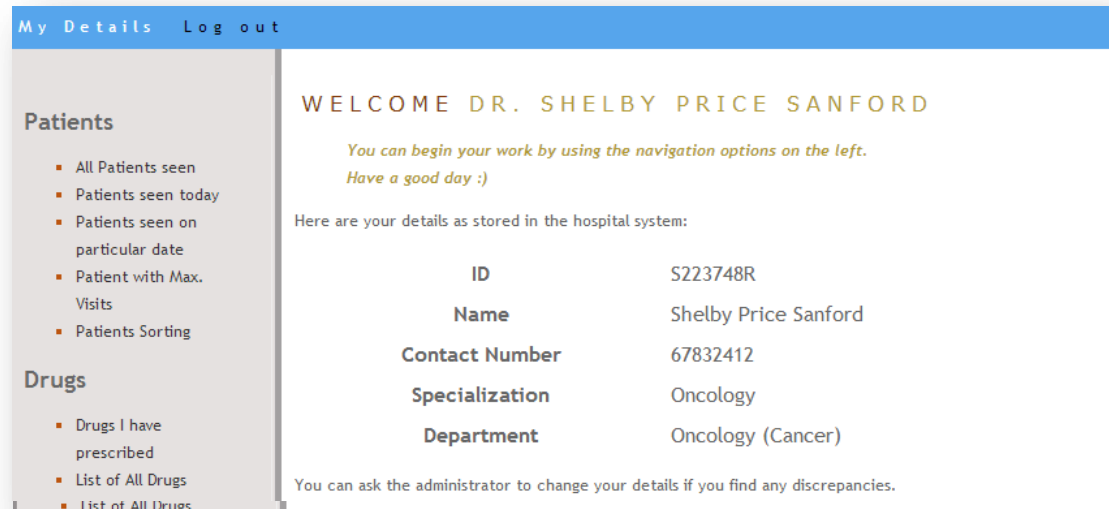 My Details Log out
Patients
All Patients seen
Patients seen today
Patients seen on
particular date
Patient with Max.
Visits
Patients Sorting
Drugs
Drugs I have
prescribed
List of All Drugs
List of All Drugs
WELCOME DR. SHELBY PRICE SANFORD
You can begin your work by using the navigation options on the left.
Have a good day :)
Here are your details as stored in the hospital system:
ID S223748R
Name Shelby Price Sanford
Contact Number 67832412
Specialization Oncology
Department Oncology (Cancer)
You can ask the administrator to change your details if you find any discrepancies.